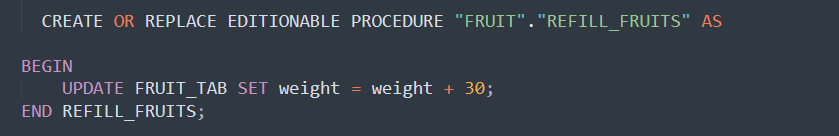 CREATE OR REPLACE EDITIONABLE PROCEDURE "FRUIT"."REFILL_FRUITS" AS
BEGIN
UPDATE FRUIT_TAB SET weight = weight + 30;
END REFILL_FRUITS;